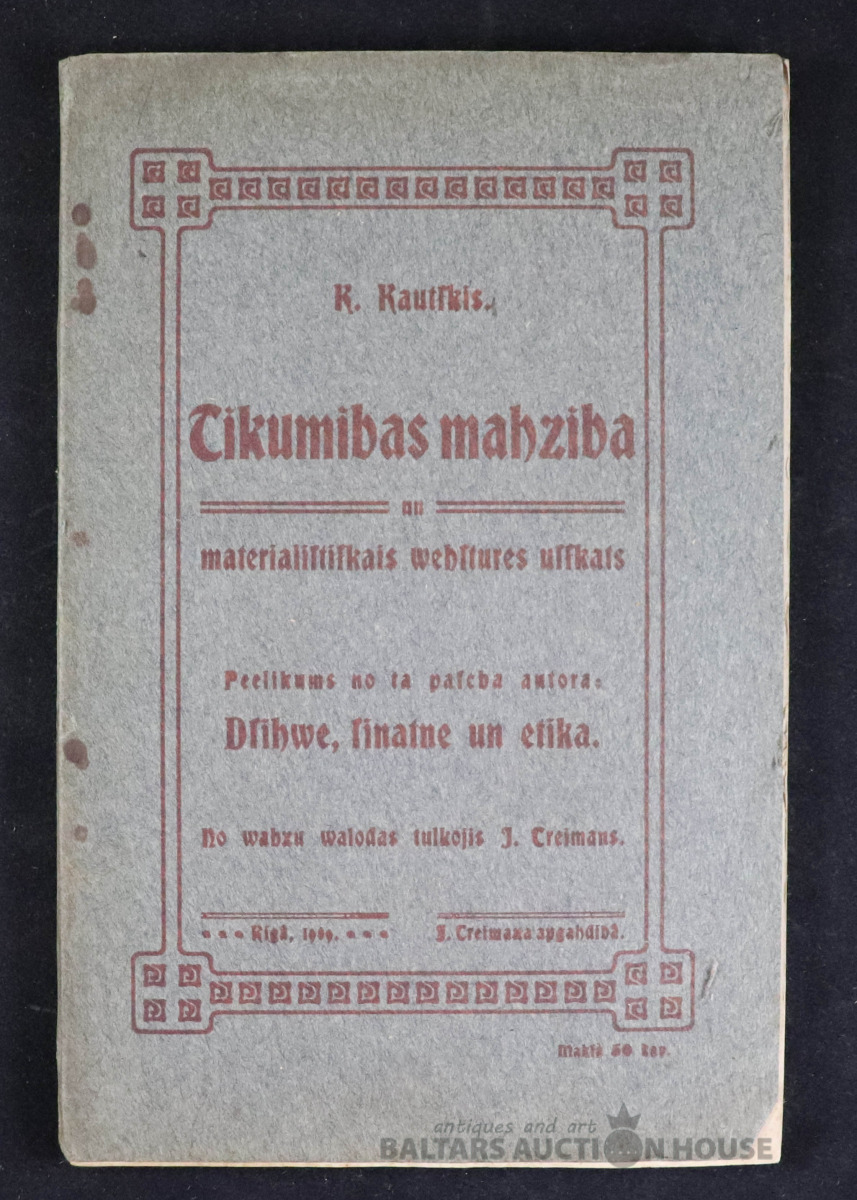 K. Kautſkis.
Tikumibas mahziba
un
materialiſtiſkais wehſtures uſſkats
Peelikums no ta paſcha autora:
Dſihwe, ſinatne un etika.
No wahzu walodas tulkojis J. Treimans.
Rigā, 1909. J. Treimaņa apgahdibā.
Makſā 50 kap.
antiques and art
BALTARS AUCTION HOUSE